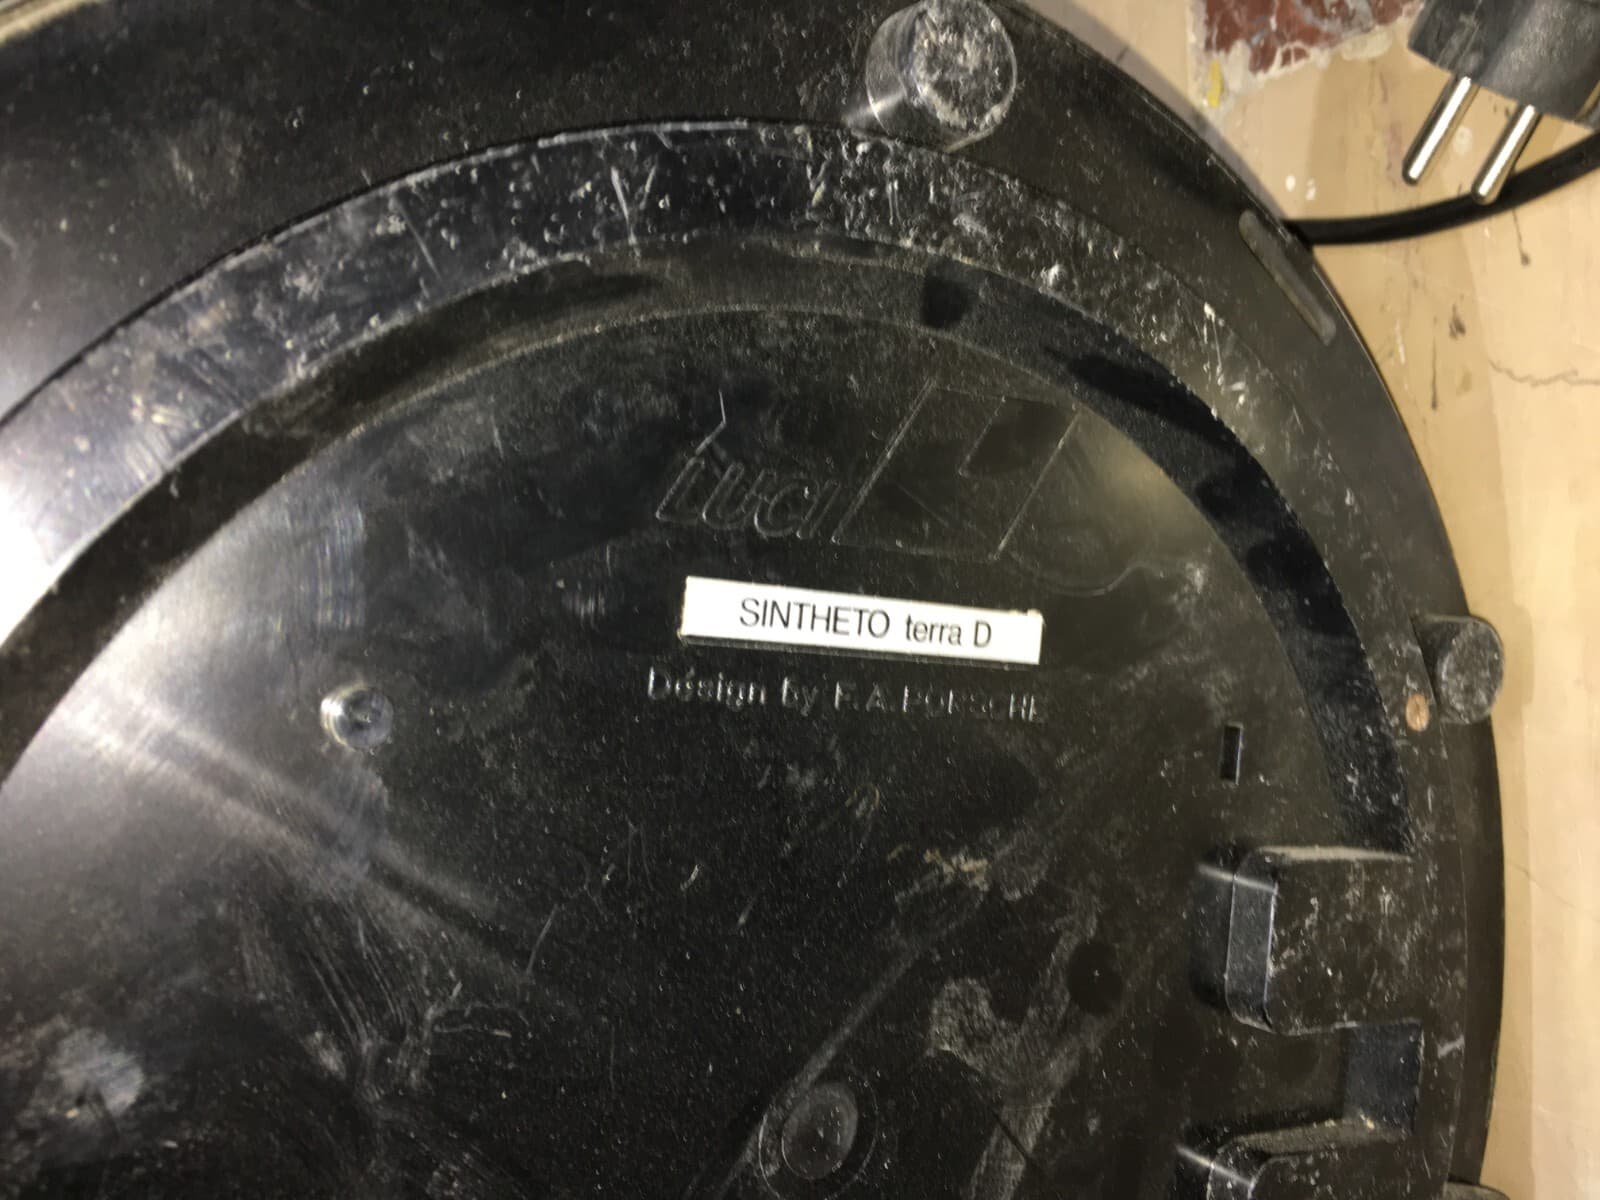 LUCI
SINTHETO terra D
Design by F.A.PORSCHE